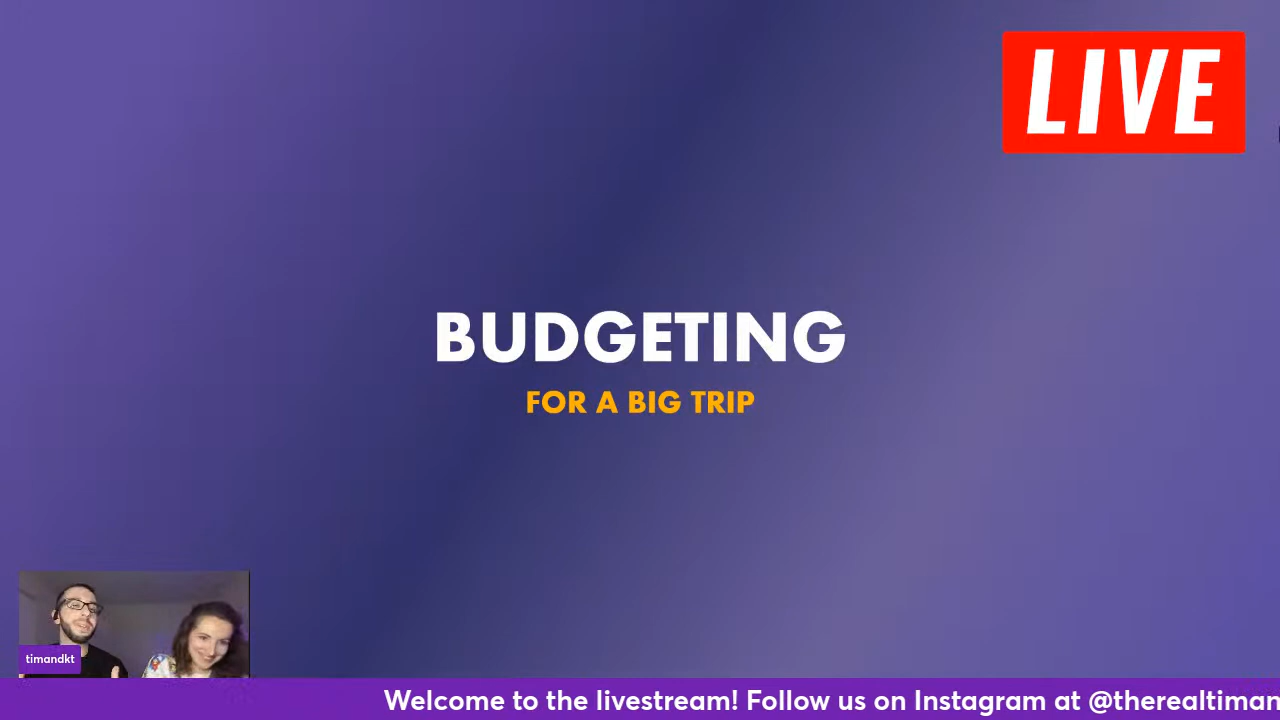 LIVE
BUDGETING
FOR A BIG TRIP
timandkt
Welcome to the livestream! Follow us on Instagram at @therealtiman